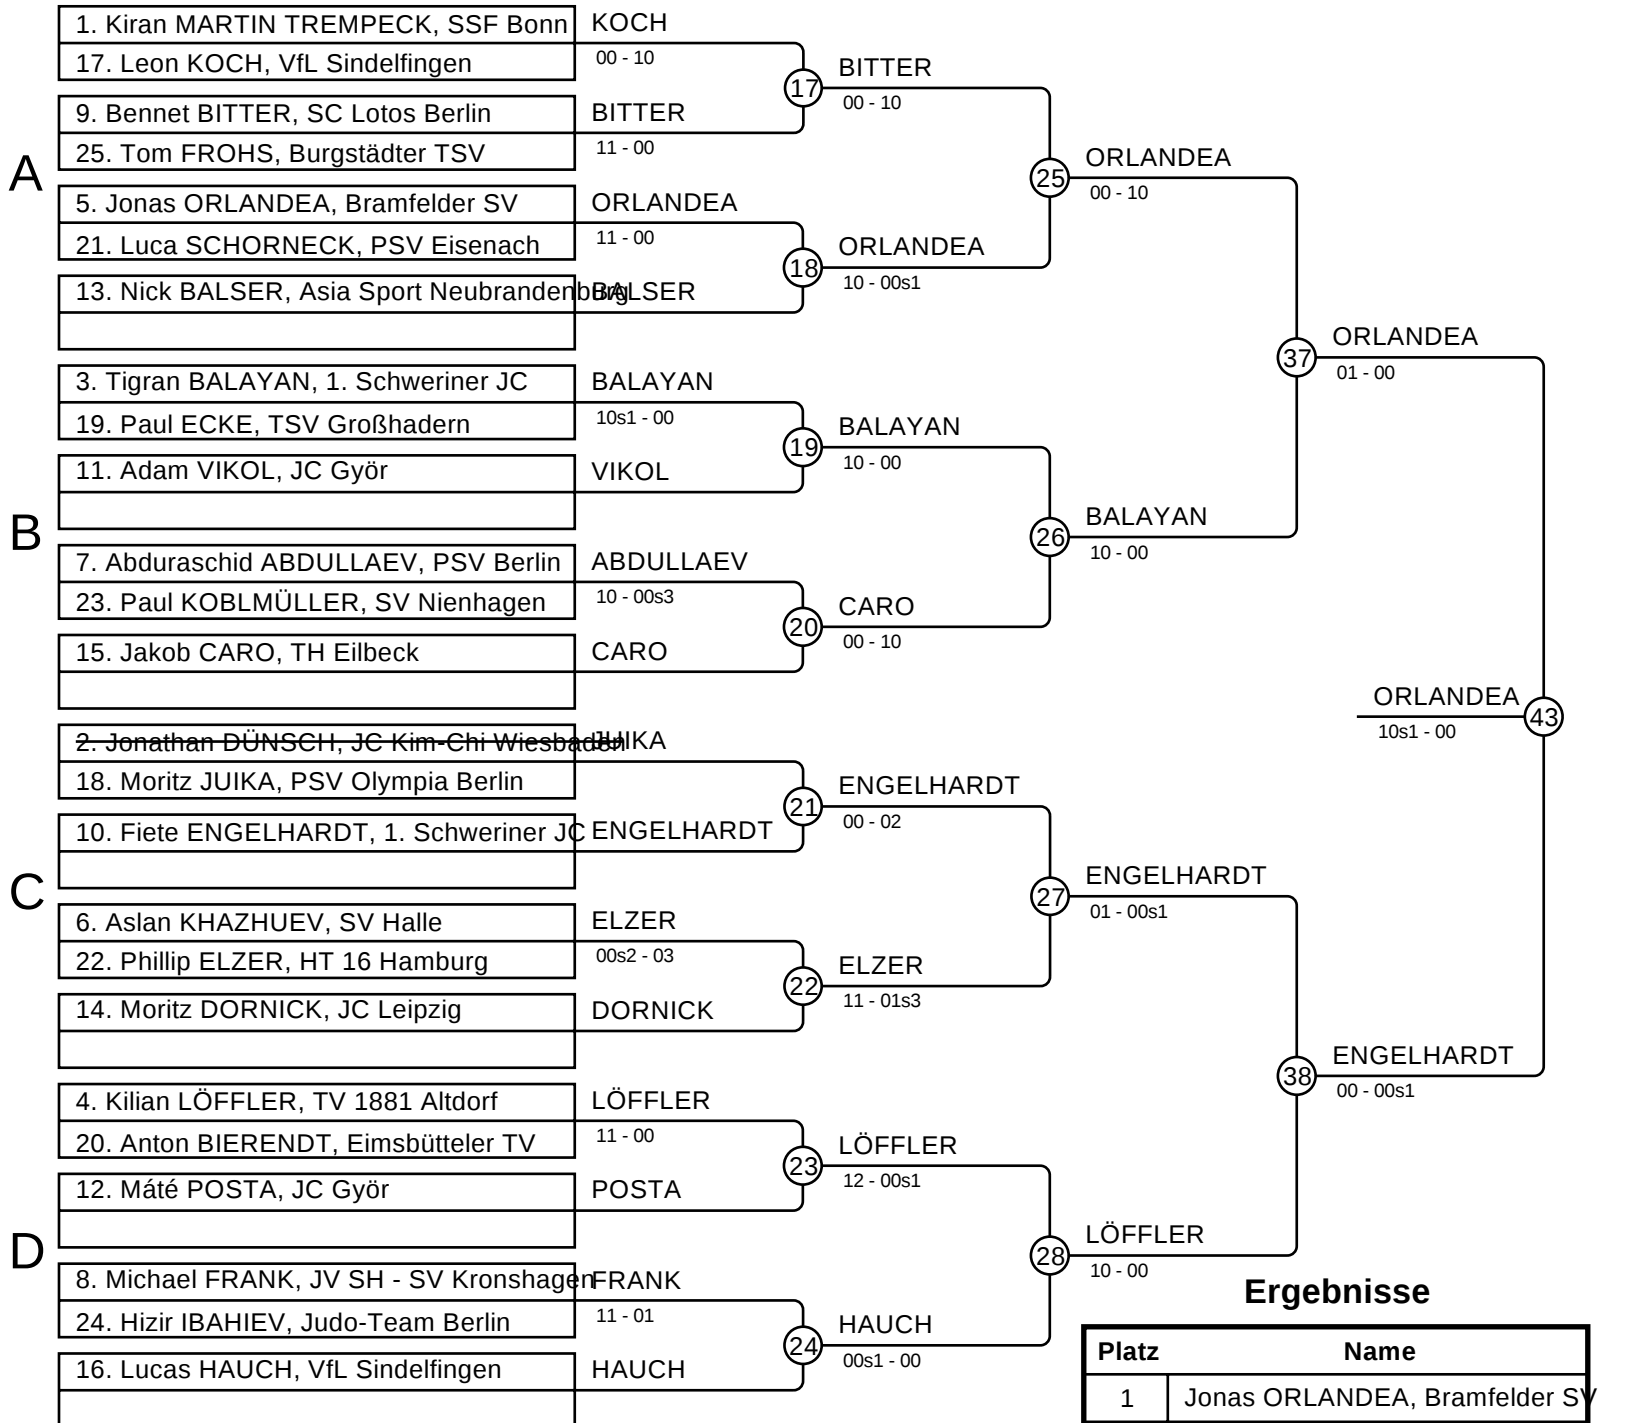 1. Kiran MARTIN TREMPECK, SSF Bonn
17. Leon KOCH, VfL Sindelfingen
9. Bennet BITTER, SC Lotos Berlin
25. Tom FROHS, Burgstädter TSV
A
5. Jonas ORLANDEA, Bramfelder SV
21. Luca SCHORNECK, PSV Eisenach
13. Nick BALSER, Asia Sport Neubrandenburg
3. Tigran BALAYAN, 1. Schweriner JC
19. Paul ECKE, TSV Großhadern
11. Adam VIKOL, JC Györ
B
7. Abduraschid ABDULLAEV, PSV Berlin
23. Paul KOBLMÜLLER, SV Nienhagen
15. Jakob CARO, TH Eilbeck
2. Jonathan DÜNSCH, JC Kim-Chi Wiesbaden
18. Moritz JUIKA, PSV Olympia Berlin
10. Fiete ENGELHARDT, 1. Schweriner JC
C
6. Aslan KHAZHUEV, SV Halle
22. Phillip ELZER, HT 16 Hamburg
14. Moritz DORNICK, JC Leipzig
4. Kilian LÖFFLER, TV 1881 Altdorf
20. Anton BIERENDT, Eimsbütteler TV
12. Máté POSTA, JC Györ
D
8. Michael FRANK, JV SH - SV Kronshagen
24. Hizir IBAHIEV, Judo-Team Berlin
16. Lucas HAUCH, VfL Sindelfingen
KOCH
00 - 10
BITTER
11 - 00
ORLANDEA
11 - 00
BALSER
BALAYAN
10s1 - 00
VIKOL
ABDULLAEV
10 - 00s3
CARO
JUIKA
ENGELHARDT
ELZER
00s2 - 03
DORNICK
LÖFFLER
11 - 00
POSTA
FRANK
11 - 01
HAUCH
17
BITTER
00 - 10
18
ORLANDEA
10 - 00s1
19
BALAYAN
10 - 00
20
CARO
00 - 10
21
ENGELHARDT
00 - 02
22
ELZER
11 - 01s3
23
LÖFFLER
12 - 00s1
24
HAUCH
00s1 - 00
25
ORLANDEA
00 - 10
26
BALAYAN
10 - 00
27
ENGELHARDT
01 - 00s1
28
LÖFFLER
10 - 00
37
ORLANDEA
01 - 00
38
ENGELHARDT
00 - 00s1
ORLANDEA
43
10s1 - 00
Ergebnisse
Platz Name
1 Jonas ORLANDEA, Bramfelder SV